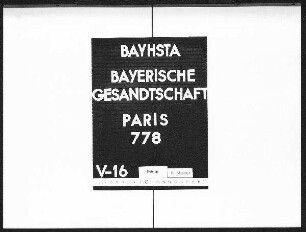 BAYHSTA
BAYERISCHE
GESANDTSCHAFT
PARIS
778
V-16